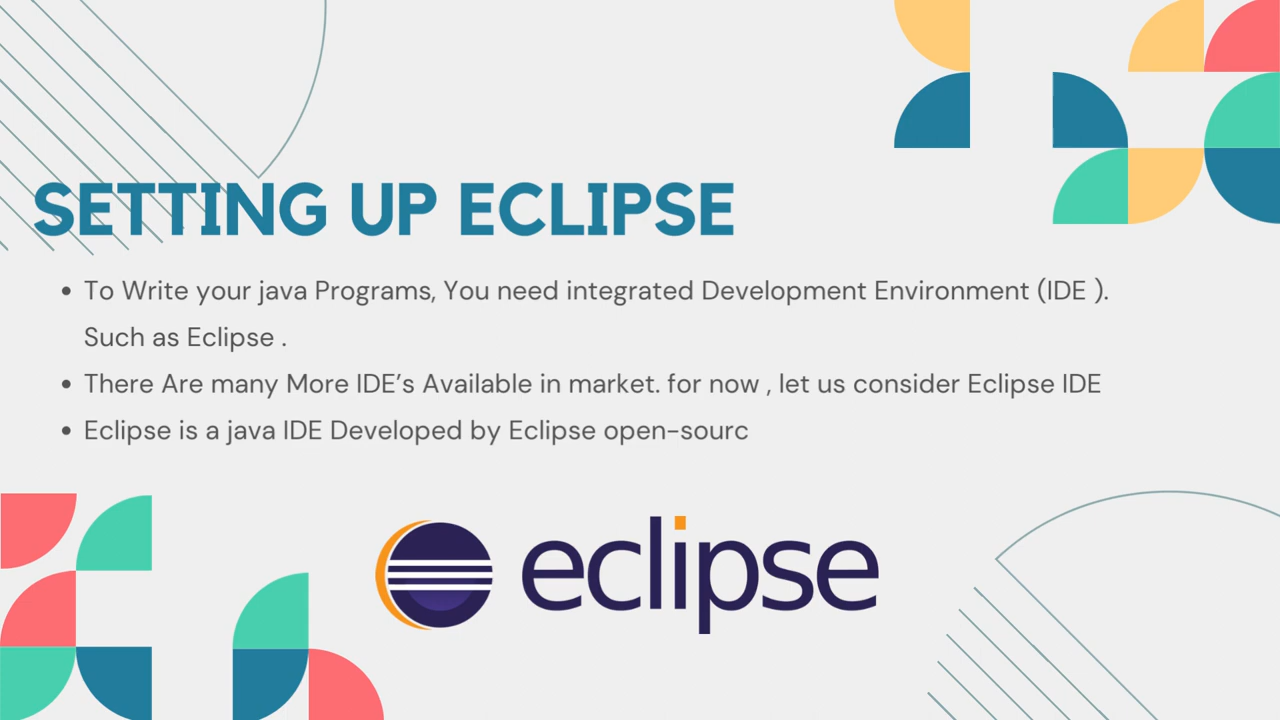 SETTING UP ECLIPSE
• To Write your java Programs, You need integrated Development Environment (IDE ).
Such as Eclipse .
• There Are many More IDE’s Available in market. for now , let us consider Eclipse IDE
• Eclipse is a java IDE Developed by Eclipse open-sourc
eclipse